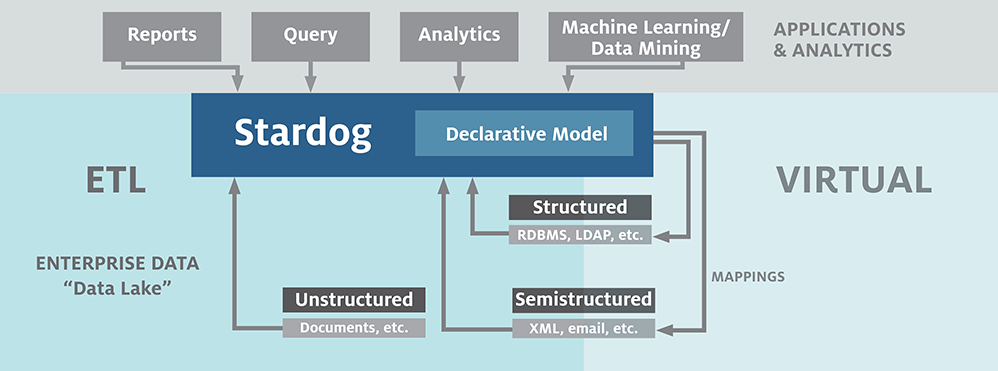 Reports
Query
Analytics
Machine Learning/
Data Mining
APPLICATIONS
& ANALYTICS
Stardog
Declarative Model
ETL
VIRTUAL
Structured
RDBMS, LDAP, etc.
ENTERPRISE DATA
“Data Lake”
MAPPINGS
Unstructured
Documents, etc.
Semistructured
XML, email, etc.